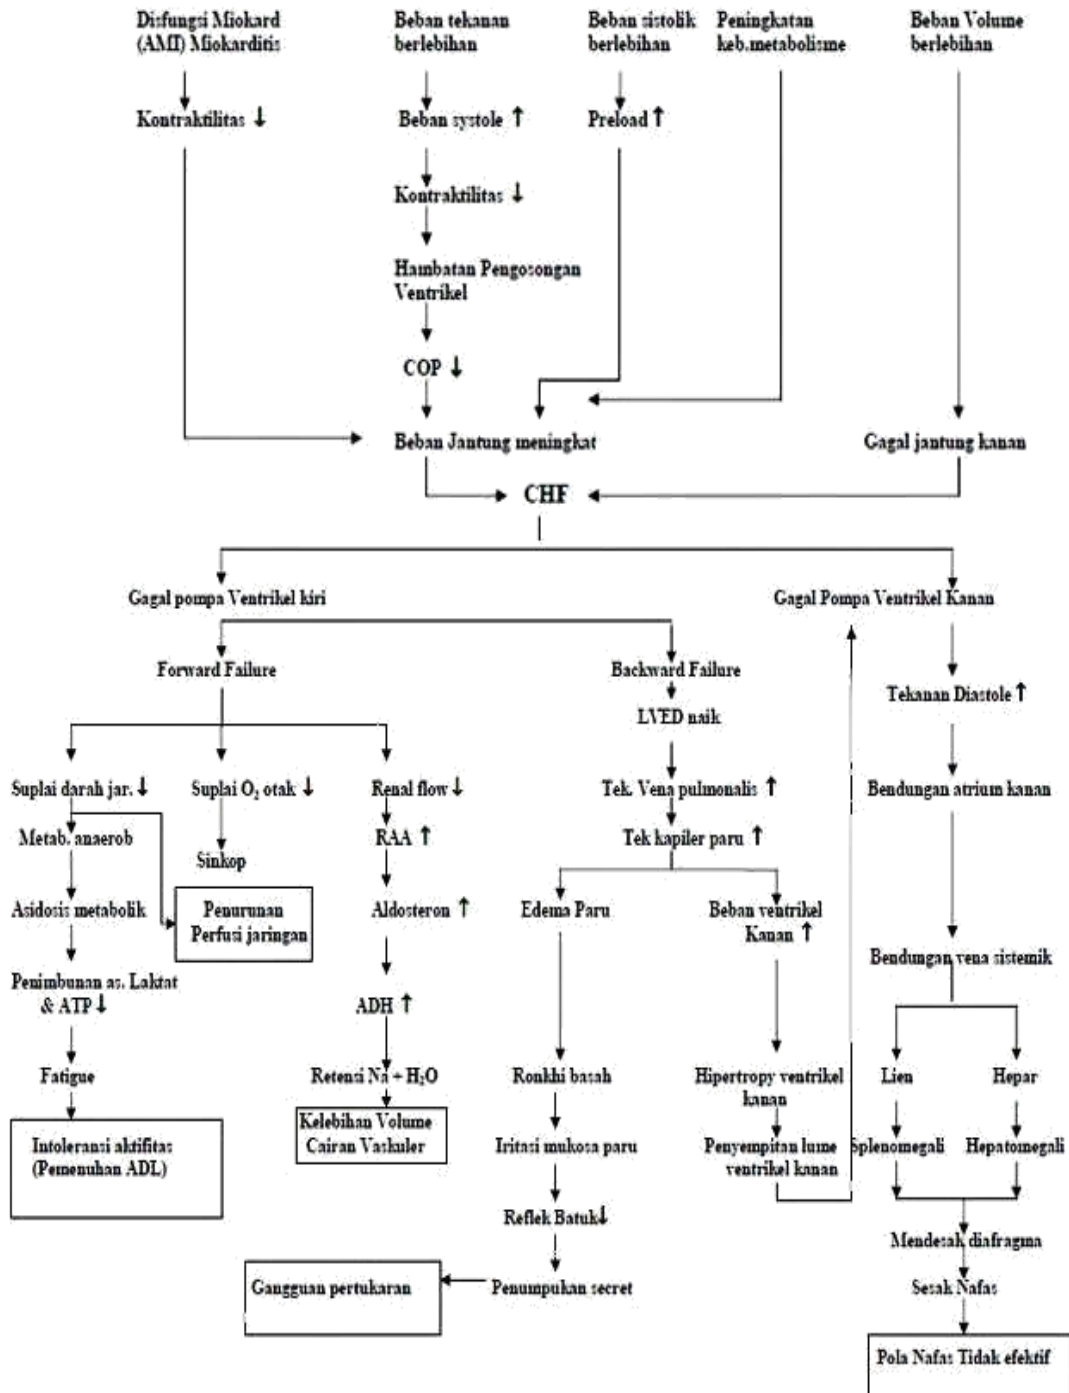 Disfungsi Miokard
(AMI) Miokarditis
Beban tekanan
berlebihan
Beban sistolik
berlebihan
Peningkatan
keb.metabolisme
Beban Volume
berlebihan
Kontraktilitas ↓
Beban systole ↑
Preload ↑
Kontraktilitas ↓
Hambatan Pengosongan
Ventrikel
COP ↓
Beban Jantung meningkat
Gagal jantung kanan
CHF
Gagal pompa Ventrikel kiri
Gagal Pompa Ventrikel Kanan
Forward Failure
Backward Failure
LVED naik
Tekanan Diastole ↑
Suplai darah jar. ↓
Suplai O₂ otak ↓
Renal flow ↓
Tek. Vena pulmonalis ↑
Bendungan atrium kanan
Metab. anaerob
Sinkop
RAA ↑
Tek kapiler paru ↑
Asidosis metabolik
Penurunan
Perfusi jaringan
Aldosteron ↑
Edema Paru
Beban ventrikel
Kanan ↑
Bendungan vena sistemik
Penimbunan as. Laktat
& ATP ↓
ADH ↑
Fatigue
Retensi Na + H₂O
Ronkhi basah
Hipertropy ventrikel
kanan
Lien
Hepar
Intoleransi aktifitas
(Pemenuhan ADL)
Kelebihan Volume
Cairan Vaskuler
Iritasi mukosa paru
Penyempitan lume
ventrikel kanan
Splenomegali
Hepatomegali
Reflek Batuk↓
Mendesak diafragma
Gangguan pertukaran
Penumpukan secret
Sesak Nafas
Pola Nafas Tidak efektif